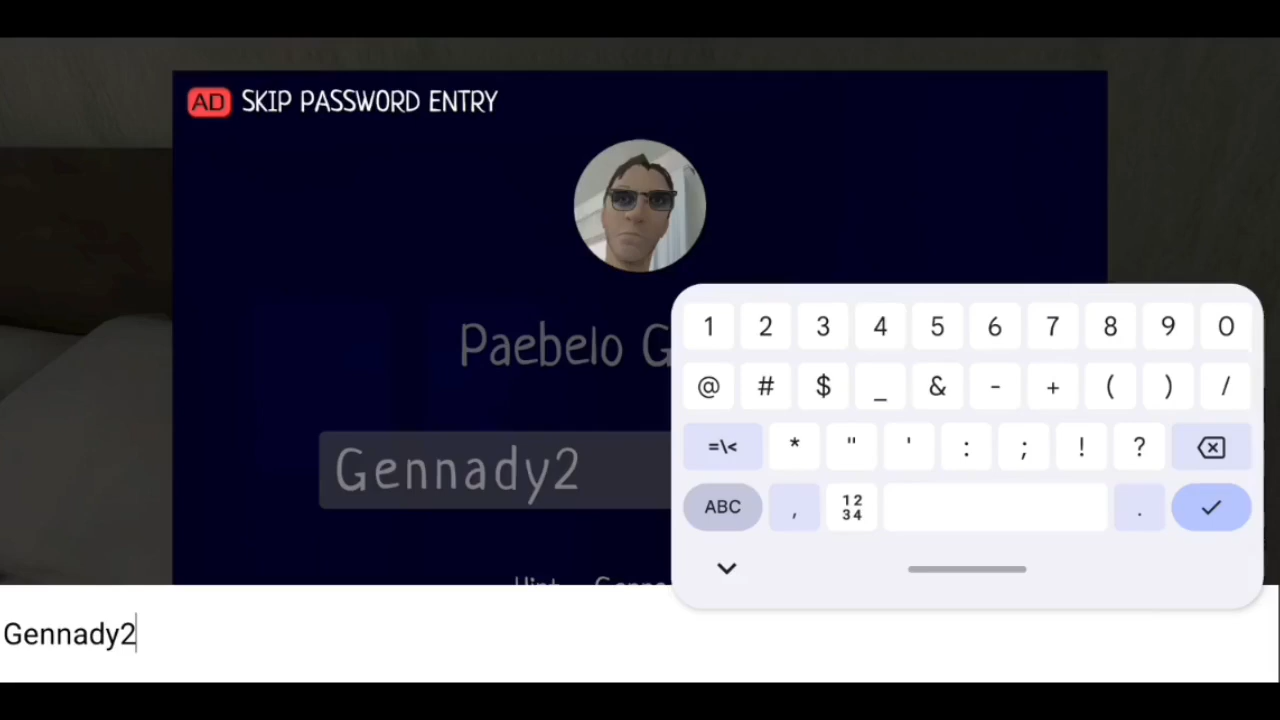 AD SKIP PASSWORD ENTRY
Paebelo G
Gennady2
1 2 3 4 5 6 7 8 9 0
@ # $ _ & - + ( ) /
=\< * " ' : ; ! ?
ABC , 12 34 .
Gennady2